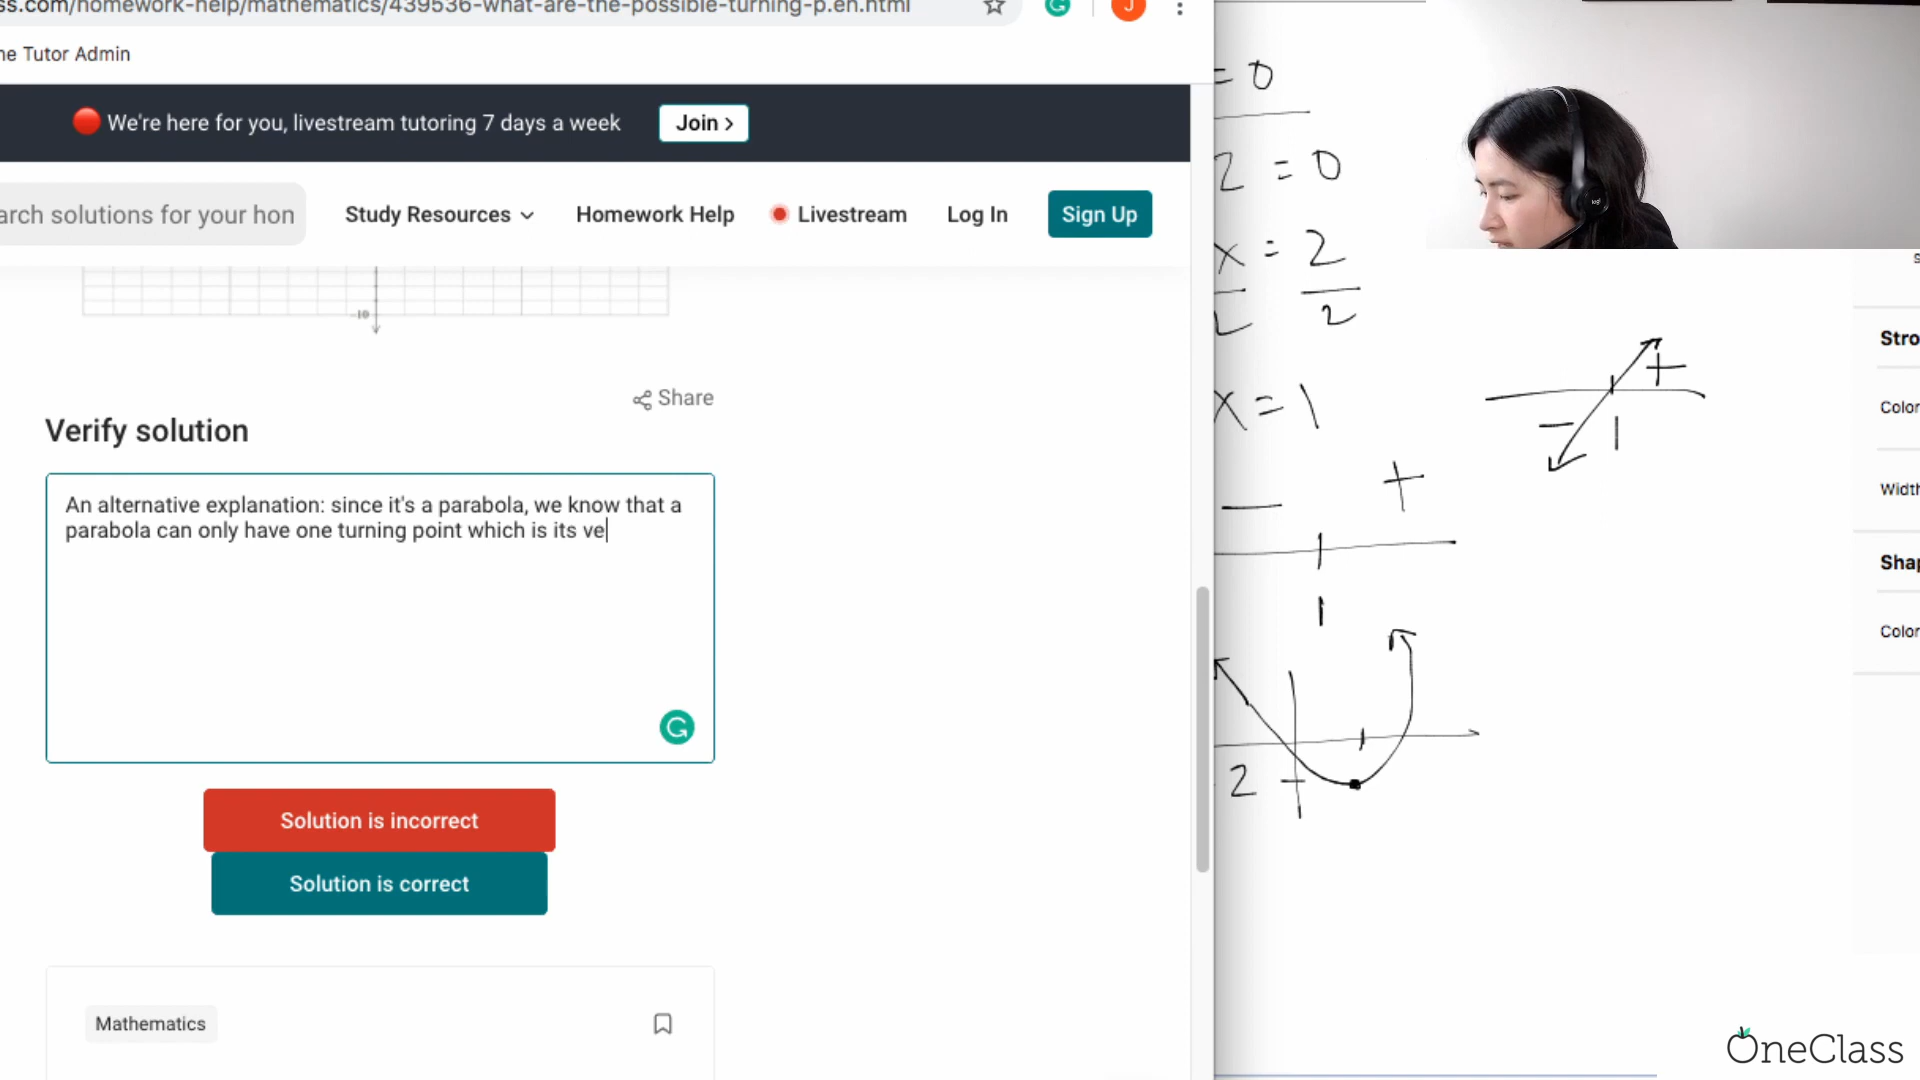 ss.com/homework-help/mathematics/439536-what-are-the-possible-turning-p.en.html
J
ne Tutor Admin
We're here for you, livestream tutoring 7 days a week
Join >
arch solutions for your hon
Study Resources
Homework Help
Livestream
Log In
Sign Up
-10
Share
Verify solution
An alternative explanation: since it's a parabola, we know that a
parabola can only have one turning point which is its ve
Solution is incorrect
Solution is correct
Mathematics
= 0
2 = 0
x = 2
2 2
x = 1
- +
1
- 2
+
- 1
s
Stro
Color
Width
Shap
Color
OneClass